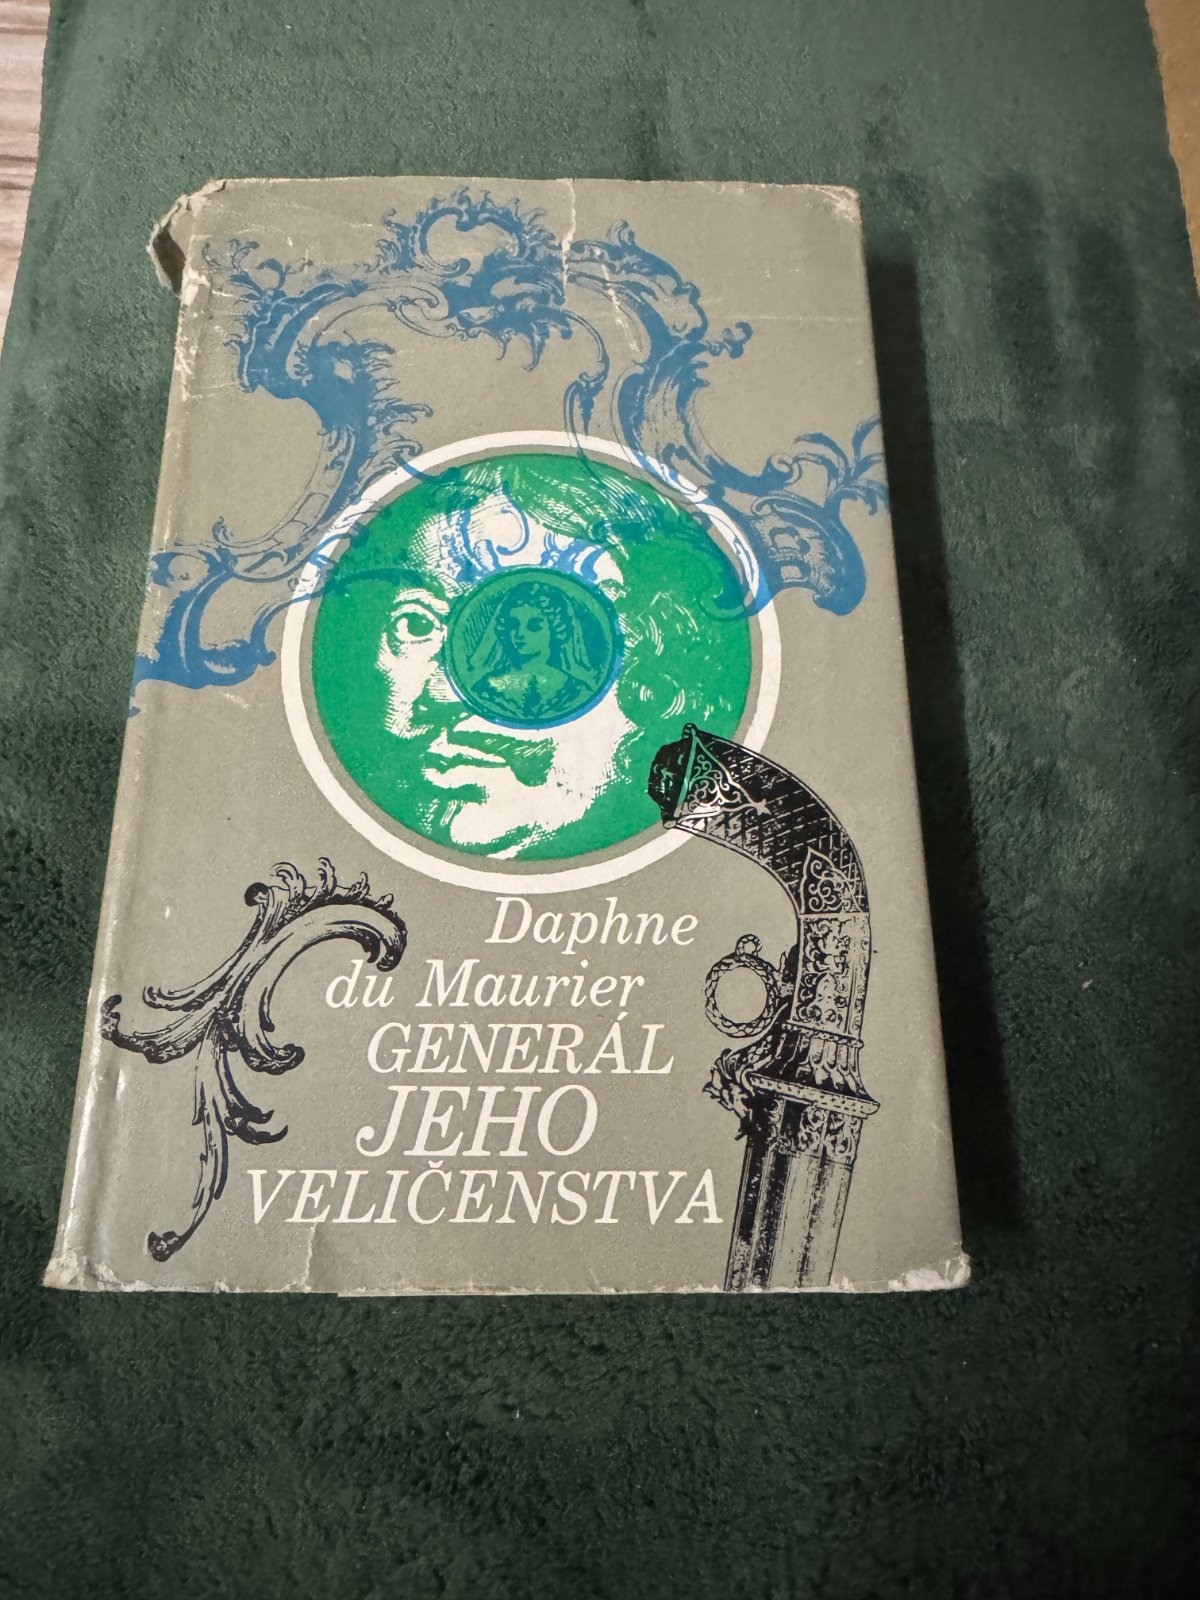 Daphne
du Maurier
GENERÁL
JEHO
VELIČENSTVA